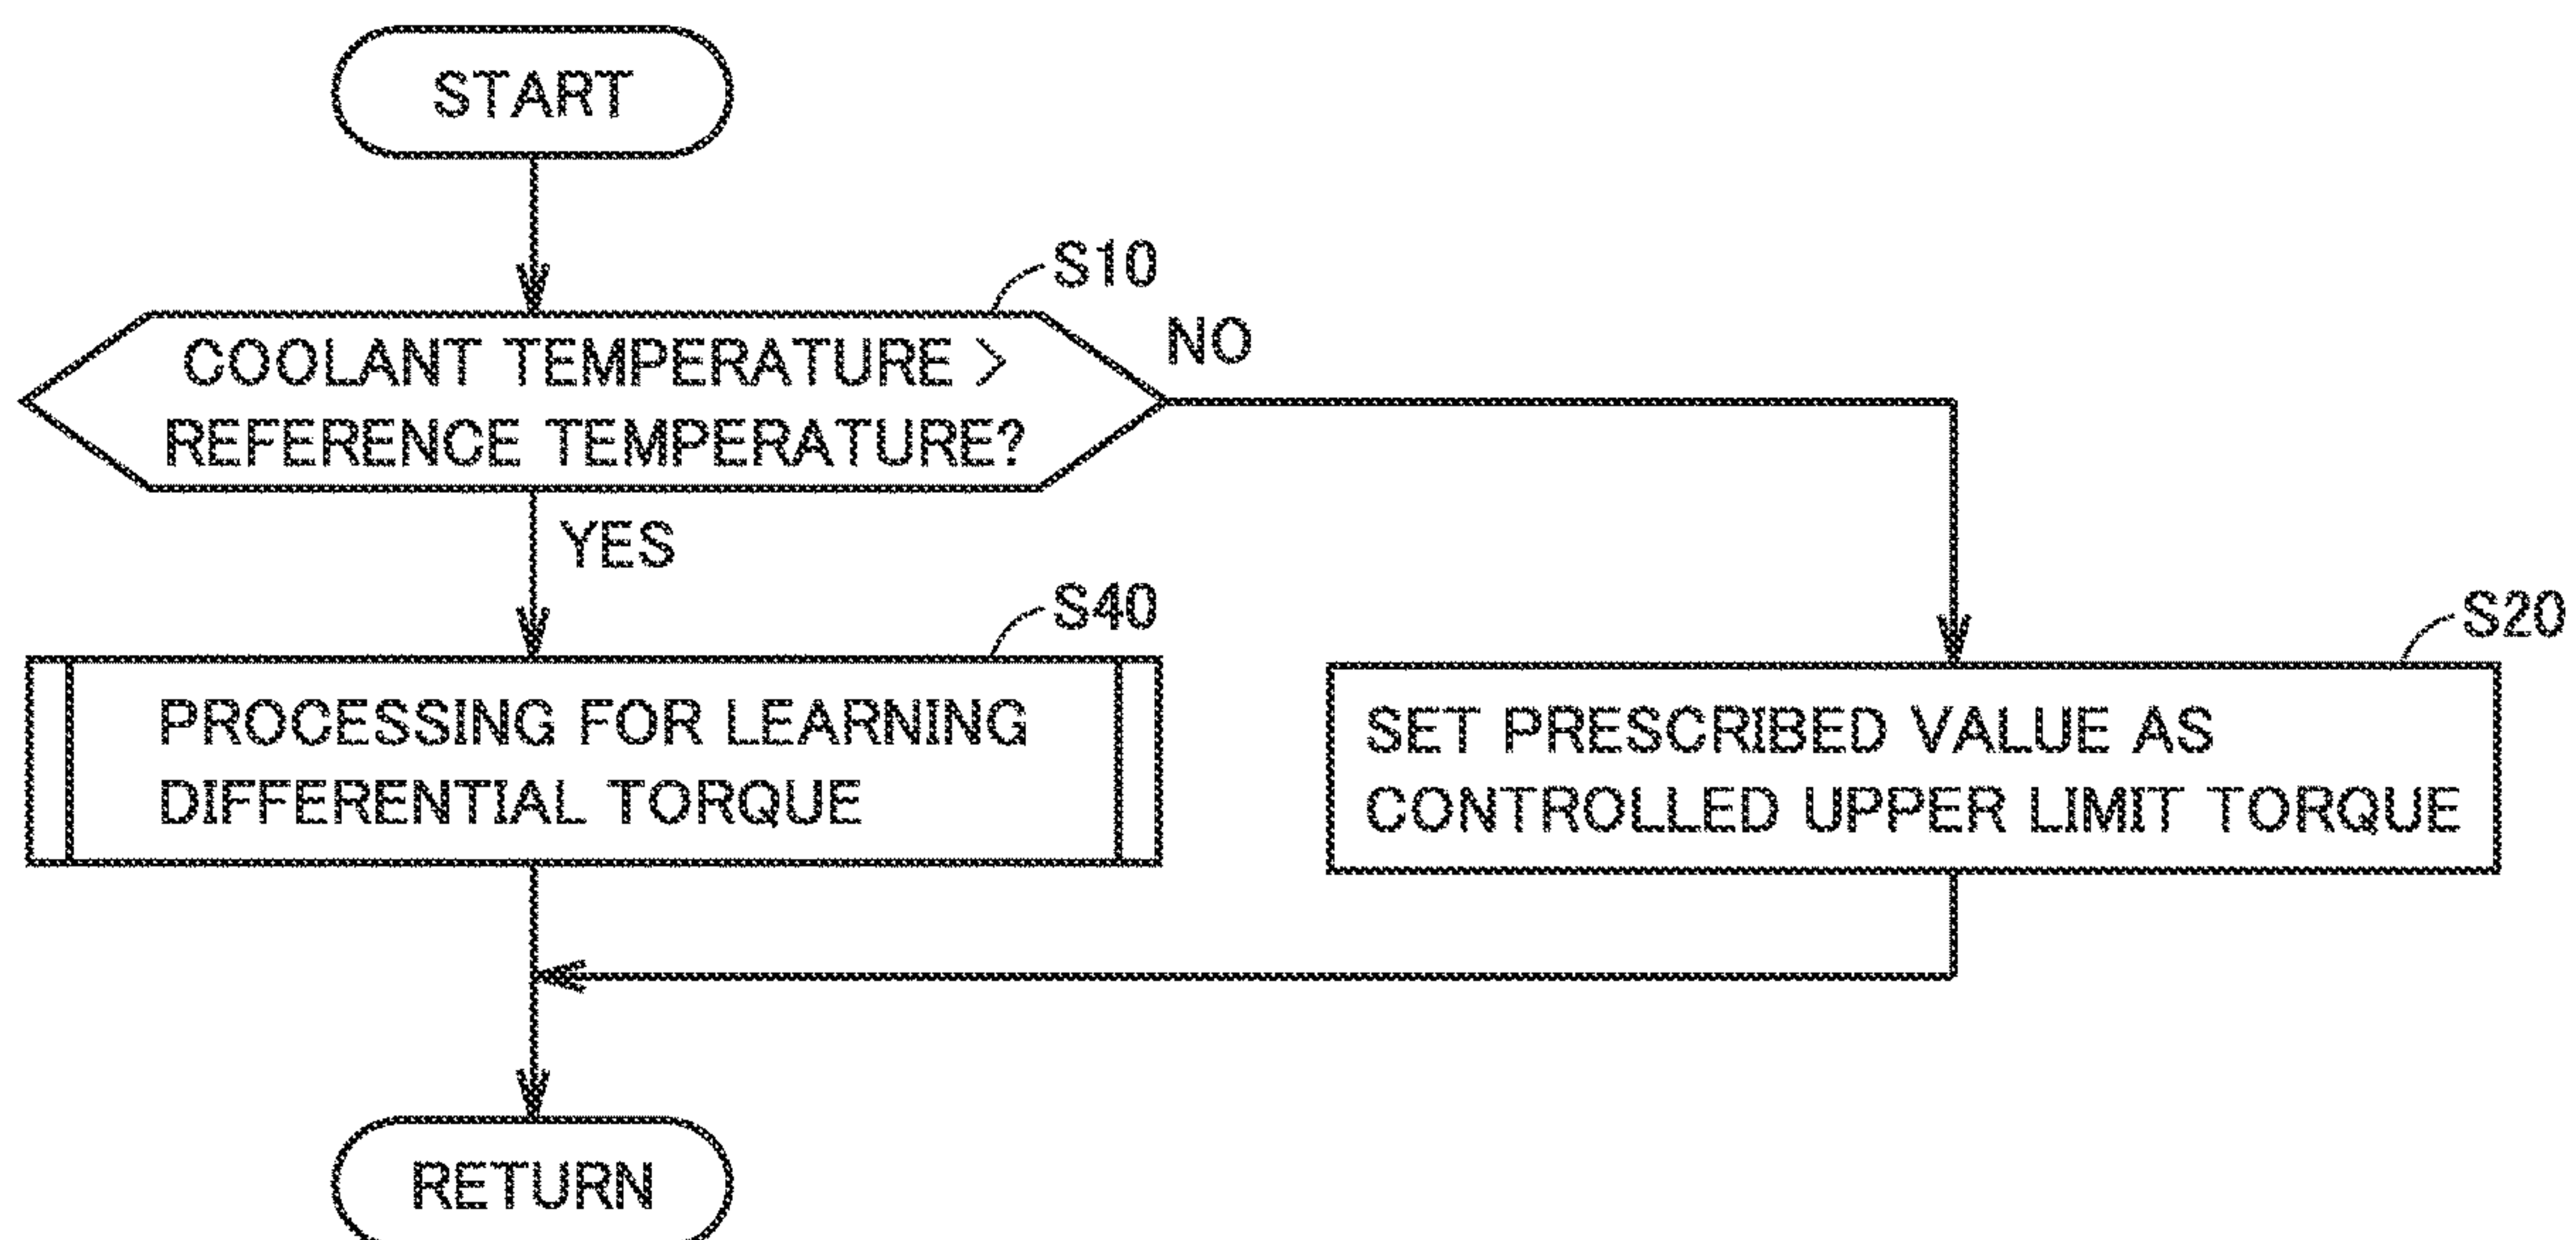 START
S10
COOLANT TEMPERATURE >
REFERENCE TEMPERATURE?
NO
YES
S40
PROCESSING FOR LEARNING
DIFFERENTIAL TORQUE
S20
SET PRESCRIBED VALUE AS
CONTROLLED UPPER LIMIT TORQUE
RETURN